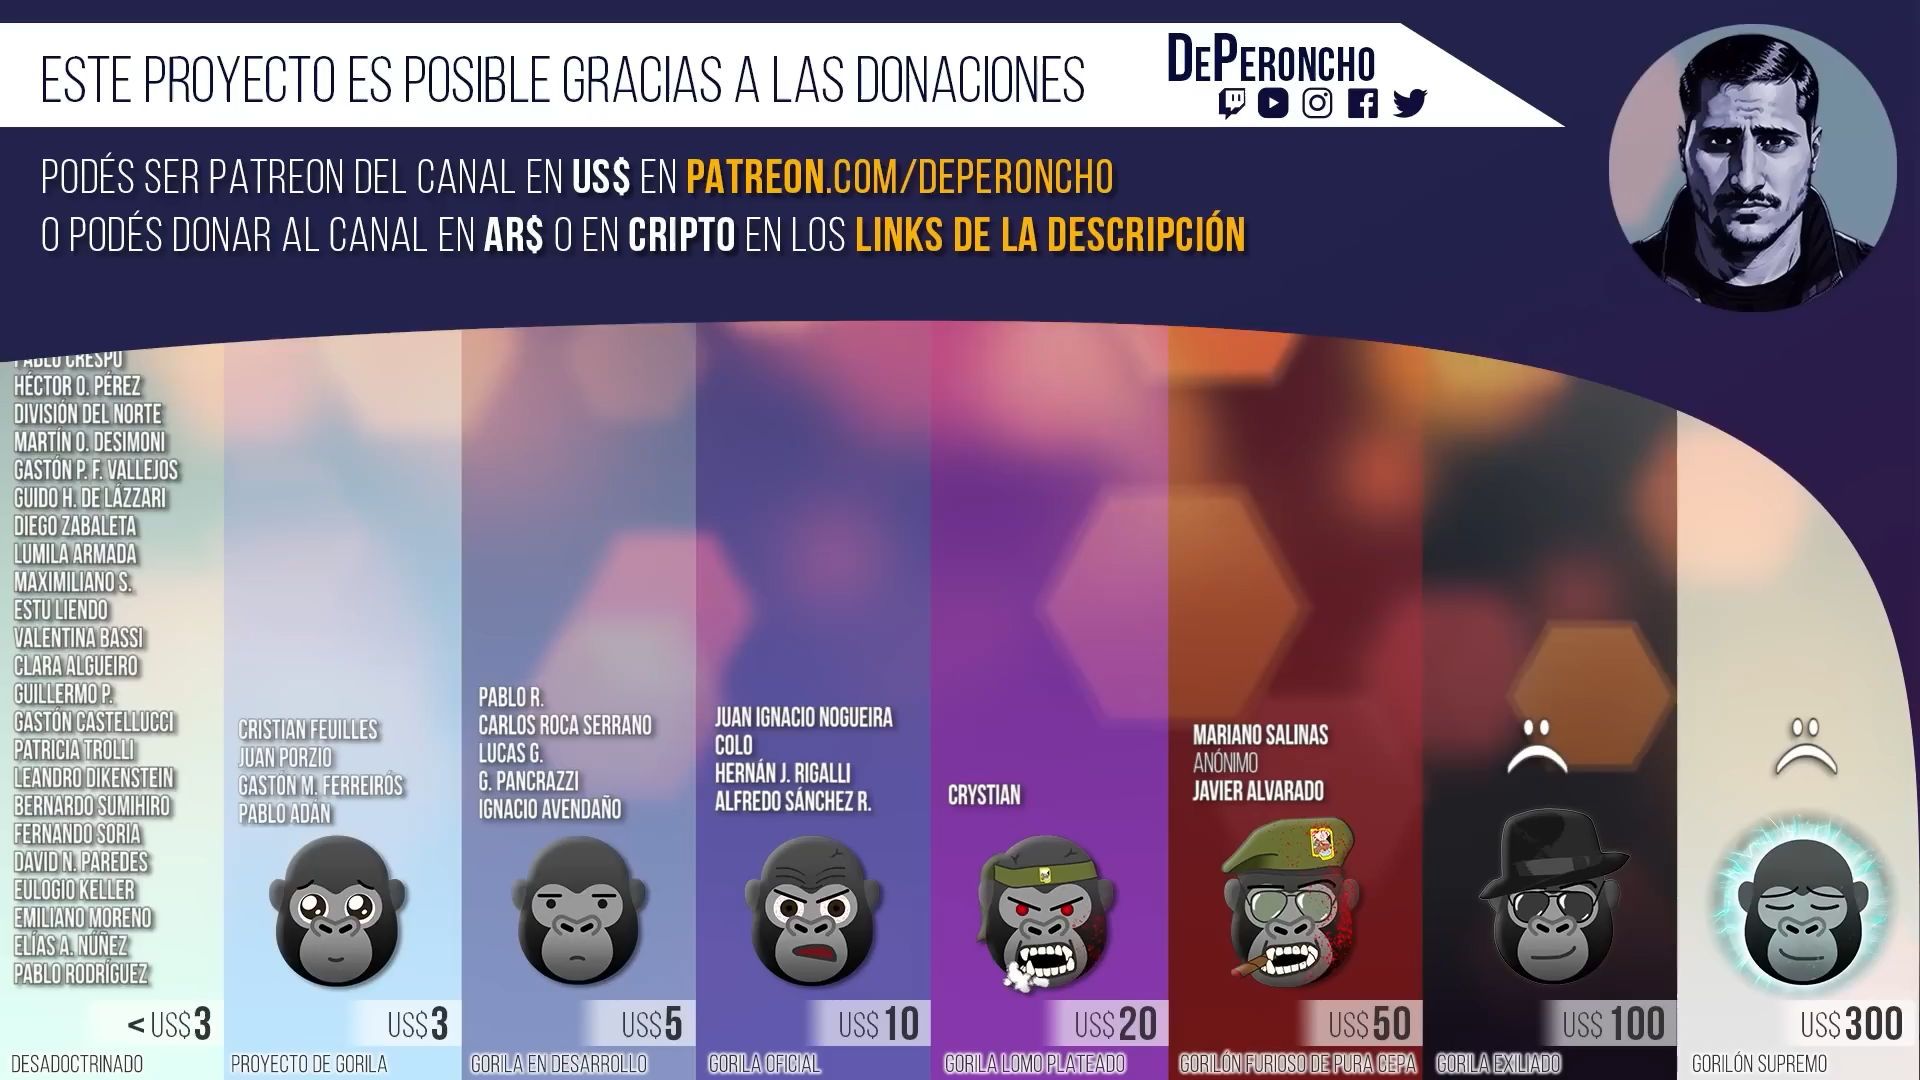 ESTE PROYECTO ES POSIBLE GRACIAS A LAS DONACIONES
DEPERONCHO
PODÉS SER PATREON DEL CANAL EN US$ EN PATREON.COM/DEPERONCHO
O PODÉS DONAR AL CANAL EN AR$ O EN CRIPTO EN LOS LINKS DE LA DESCRIPCIÓN
PABLO CRESPO
HÉCTOR O. PÉREZ
DIVISIÓN DEL NORTE
MARTÍN O. DESIMONI
GASTÓN P. F. VALLEJOS
GUIDO H. DE LÁZZARI
DIEGO ZABALETA
LUMILA ARMADA
MAXIMILIANO S.
ESTU LIENDO
VALENTINA BASSI
CLARA ALGUEIRO
GUILLERMO P.
GASTÓN CASTELLUCCI
PATRICIA TROLLI
LEANDRO DIKENSTEIN
BERNARDO SUMIHIRO
FERNANDO SORIA
DAVID N. PAREDES
EULOGIO KELLER
EMILIANO MORENO
ELÍAS A. NÚÑEZ
PABLO RODRÍGUEZ
< US$3
DESADOCTRINADO
CRISTIAN FEUILLES
JUAN PORZIO
GASTÓN M. FERREIRÓS
PABLO ADÁN
US$3
PROYECTO DE GORILA
PABLO R.
CARLOS ROCA SERRANO
LUCAS G.
G. PANCRAZZI
IGNACIO AVENDAÑO
US$5
GORILA EN DESARROLLO
JUAN IGNACIO NOGUEIRA
COLO
HERNÁN J. RIGALLI
ALFREDO SÁNCHEZ R.
US$10
GORILA OFICIAL
CRYSTIAN
US$20
GORILA LOMO PLATEADO
MARIANO SALINAS
ANÓNIMO
JAVIER ALVARADO
US$50
GORILÓN FURIOSO DE PURA CEPA
US$100
GORILA EXILIADO
US$300
GORILÓN SUPREMO